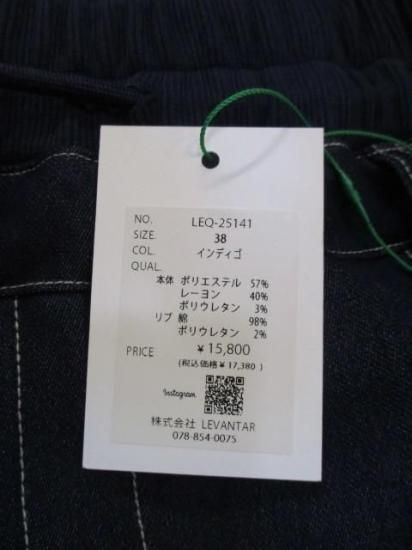 NO. LEQ-25141
SIZE. 38
COL. インディゴ
QUAL.
本体 ポリエステル 57%
レーヨン 40%
ポリウレタン 3%
リブ 綿 98%
ポリウレタン 2%
PRICE ¥15,800
(税込価格¥17,380)
Instagram
株式会社 LEVANTAR
078-854-0075